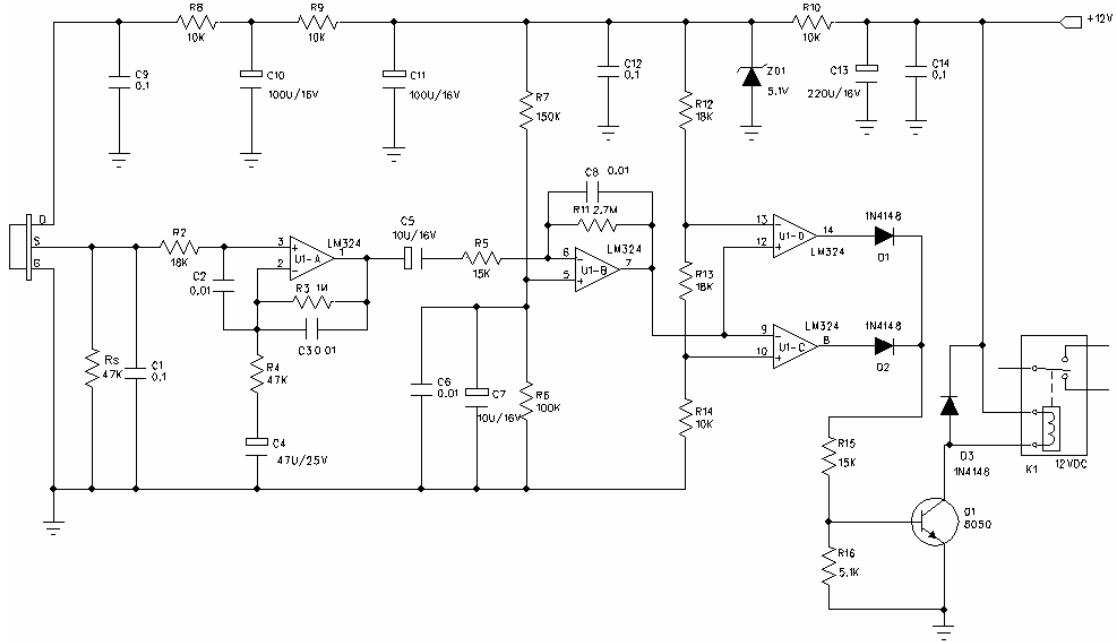 R8
10K
R9
10K
R10
10K
+12V
C9
0.1
C10
100U/16V
C11
100U/16V
C12
0.1
ZD1
5.1V
C13
220U/16V
C14
0.1
R7
150K
R12
18K
D
S
G
R2
18K
C2
0.01
3
2
1
U1-A
LM324
R3 1M
C3 0.01
C5
10U/16V
R5
15K
C8 0.01
R11 2.7M
6
5
7
U1-B
13
12
14
U1-D
LM324
1N4148
D1
R13
18K
9
10
8
U1-C
LM324
1N4148
D2
Rs
47K
C1
0.1
R4
47K
C4
47U/25V
C6
0.01
C7
10U/16V
R6
100K
R14
10K
R15
15K
R16
5.1K
D3
1N4148
K1
12VDC
Q1
8050